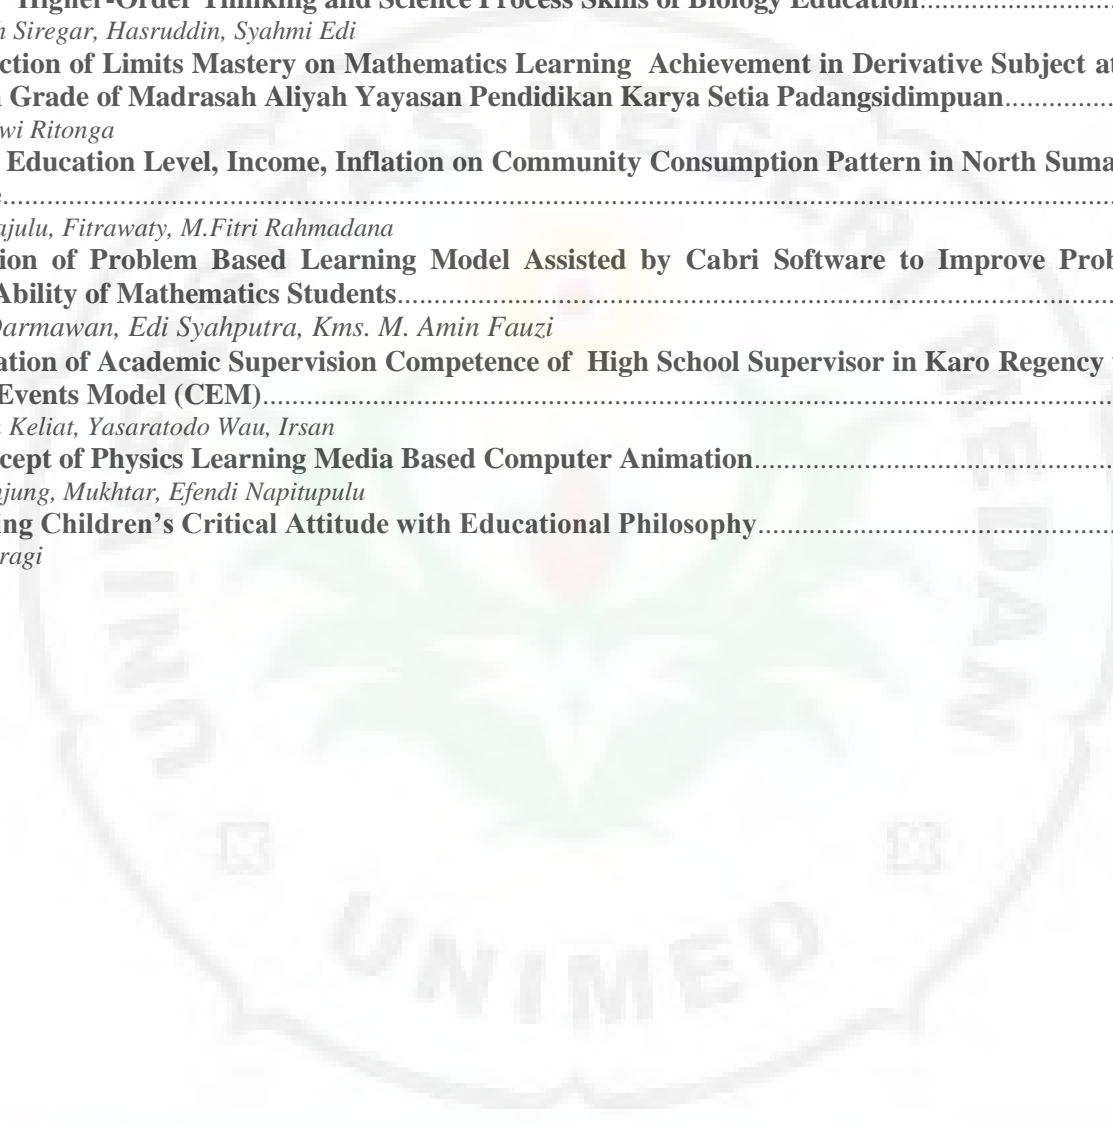 Higher-Order Thinking and Science Process Skills of Biology Education
Siregar, Hasruddin, Syahmi Edi
ction of Limits Mastery on Mathematics Learning Achievement in Derivative Subject at
Grade of Madrasah Aliyah Yayasan Pendidikan Karya Setia Padangsidimpuan
wi Ritonga
Education Level, Income, Inflation on Community Consumption Pattern in North Suma
ajulu, Fitrawaty, M.Fitri Rahmadana
ion of Problem Based Learning Model Assisted by Cabri Software to Improve Prob
Ability of Mathematics Students
Darmawan, Edi Syahputra, Kms. M. Amin Fauzi
ation of Academic Supervision Competence of High School Supervisor in Karo Regency
Events Model (CEM)
Keliat, Yasaratodo Wau, Irsan
cept of Physics Learning Media Based Computer Animation
njung, Mukhtar, Efendi Napitupulu
ing Children's Critical Attitude with Educational Philosophy
ragi
UNIVERSITAS NEGERI MEDAN
UNIMED